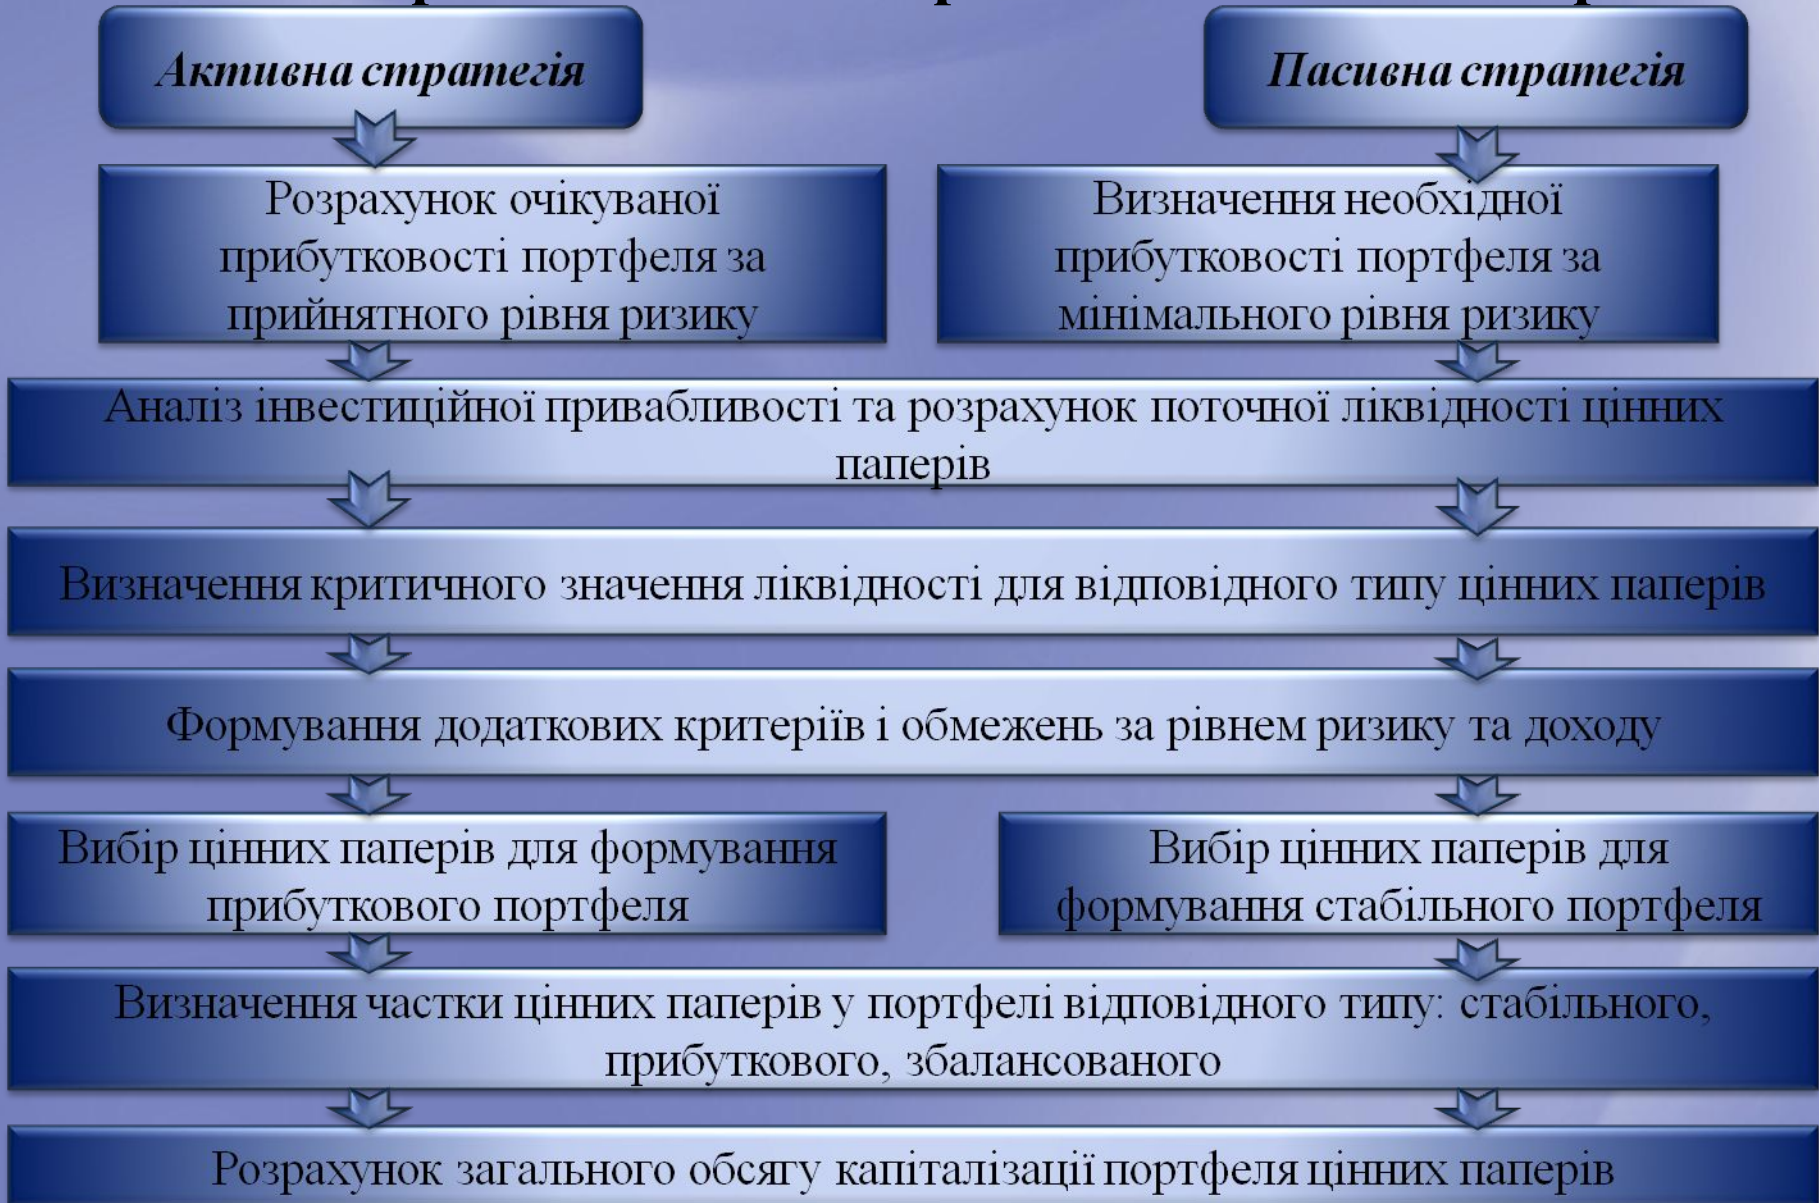 Активна стратегія
Пасивна стратегія
Розрахунок очікуваної
прибутковості портфеля за
прийнятного рівня ризику
Визначення необхідної
прибутковості портфеля за
мінімального рівня ризику
Аналіз інвестиційної привабливості та розрахунок поточної ліквідності цінних
паперів
Визначення критичного значення ліквідності для відповідного типу цінних паперів
Формування додаткових критеріїв і обмежень за рівнем ризику та доходу
Вибір цінних паперів для формування
прибуткового портфеля
Вибір цінних паперів для
формування стабільного портфеля
Визначення частки цінних паперів у портфелі відповідного типу: стабільного,
прибуткового, збалансованого
Розрахунок загального обсягу капіталізації портфеля цінних паперів